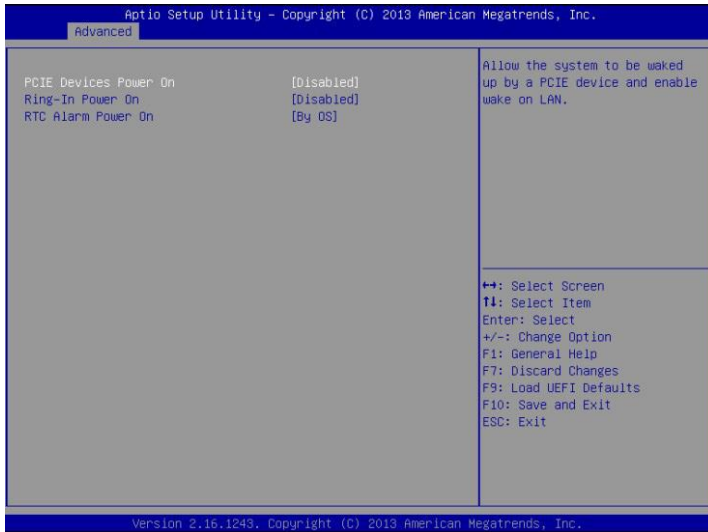 Aptio Setup Utility – Copyright (C) 2013 American Megatrends, Inc.
Advanced
PCIE Devices Power On [Disabled]
Ring-In Power On [Disabled]
RTC Alarm Power On [By OS]
Allow the system to be waked
up by a PCIE device and enable
wake on LAN.
↔: Select Screen
↑↓: Select Item
Enter: Select
+/-: Change Option
F1: General Help
F7: Discard Changes
F9: Load UEFI Defaults
F10: Save and Exit
ESC: Exit
Version 2.16.1243. Copyright (C) 2013 American Megatrends, Inc.